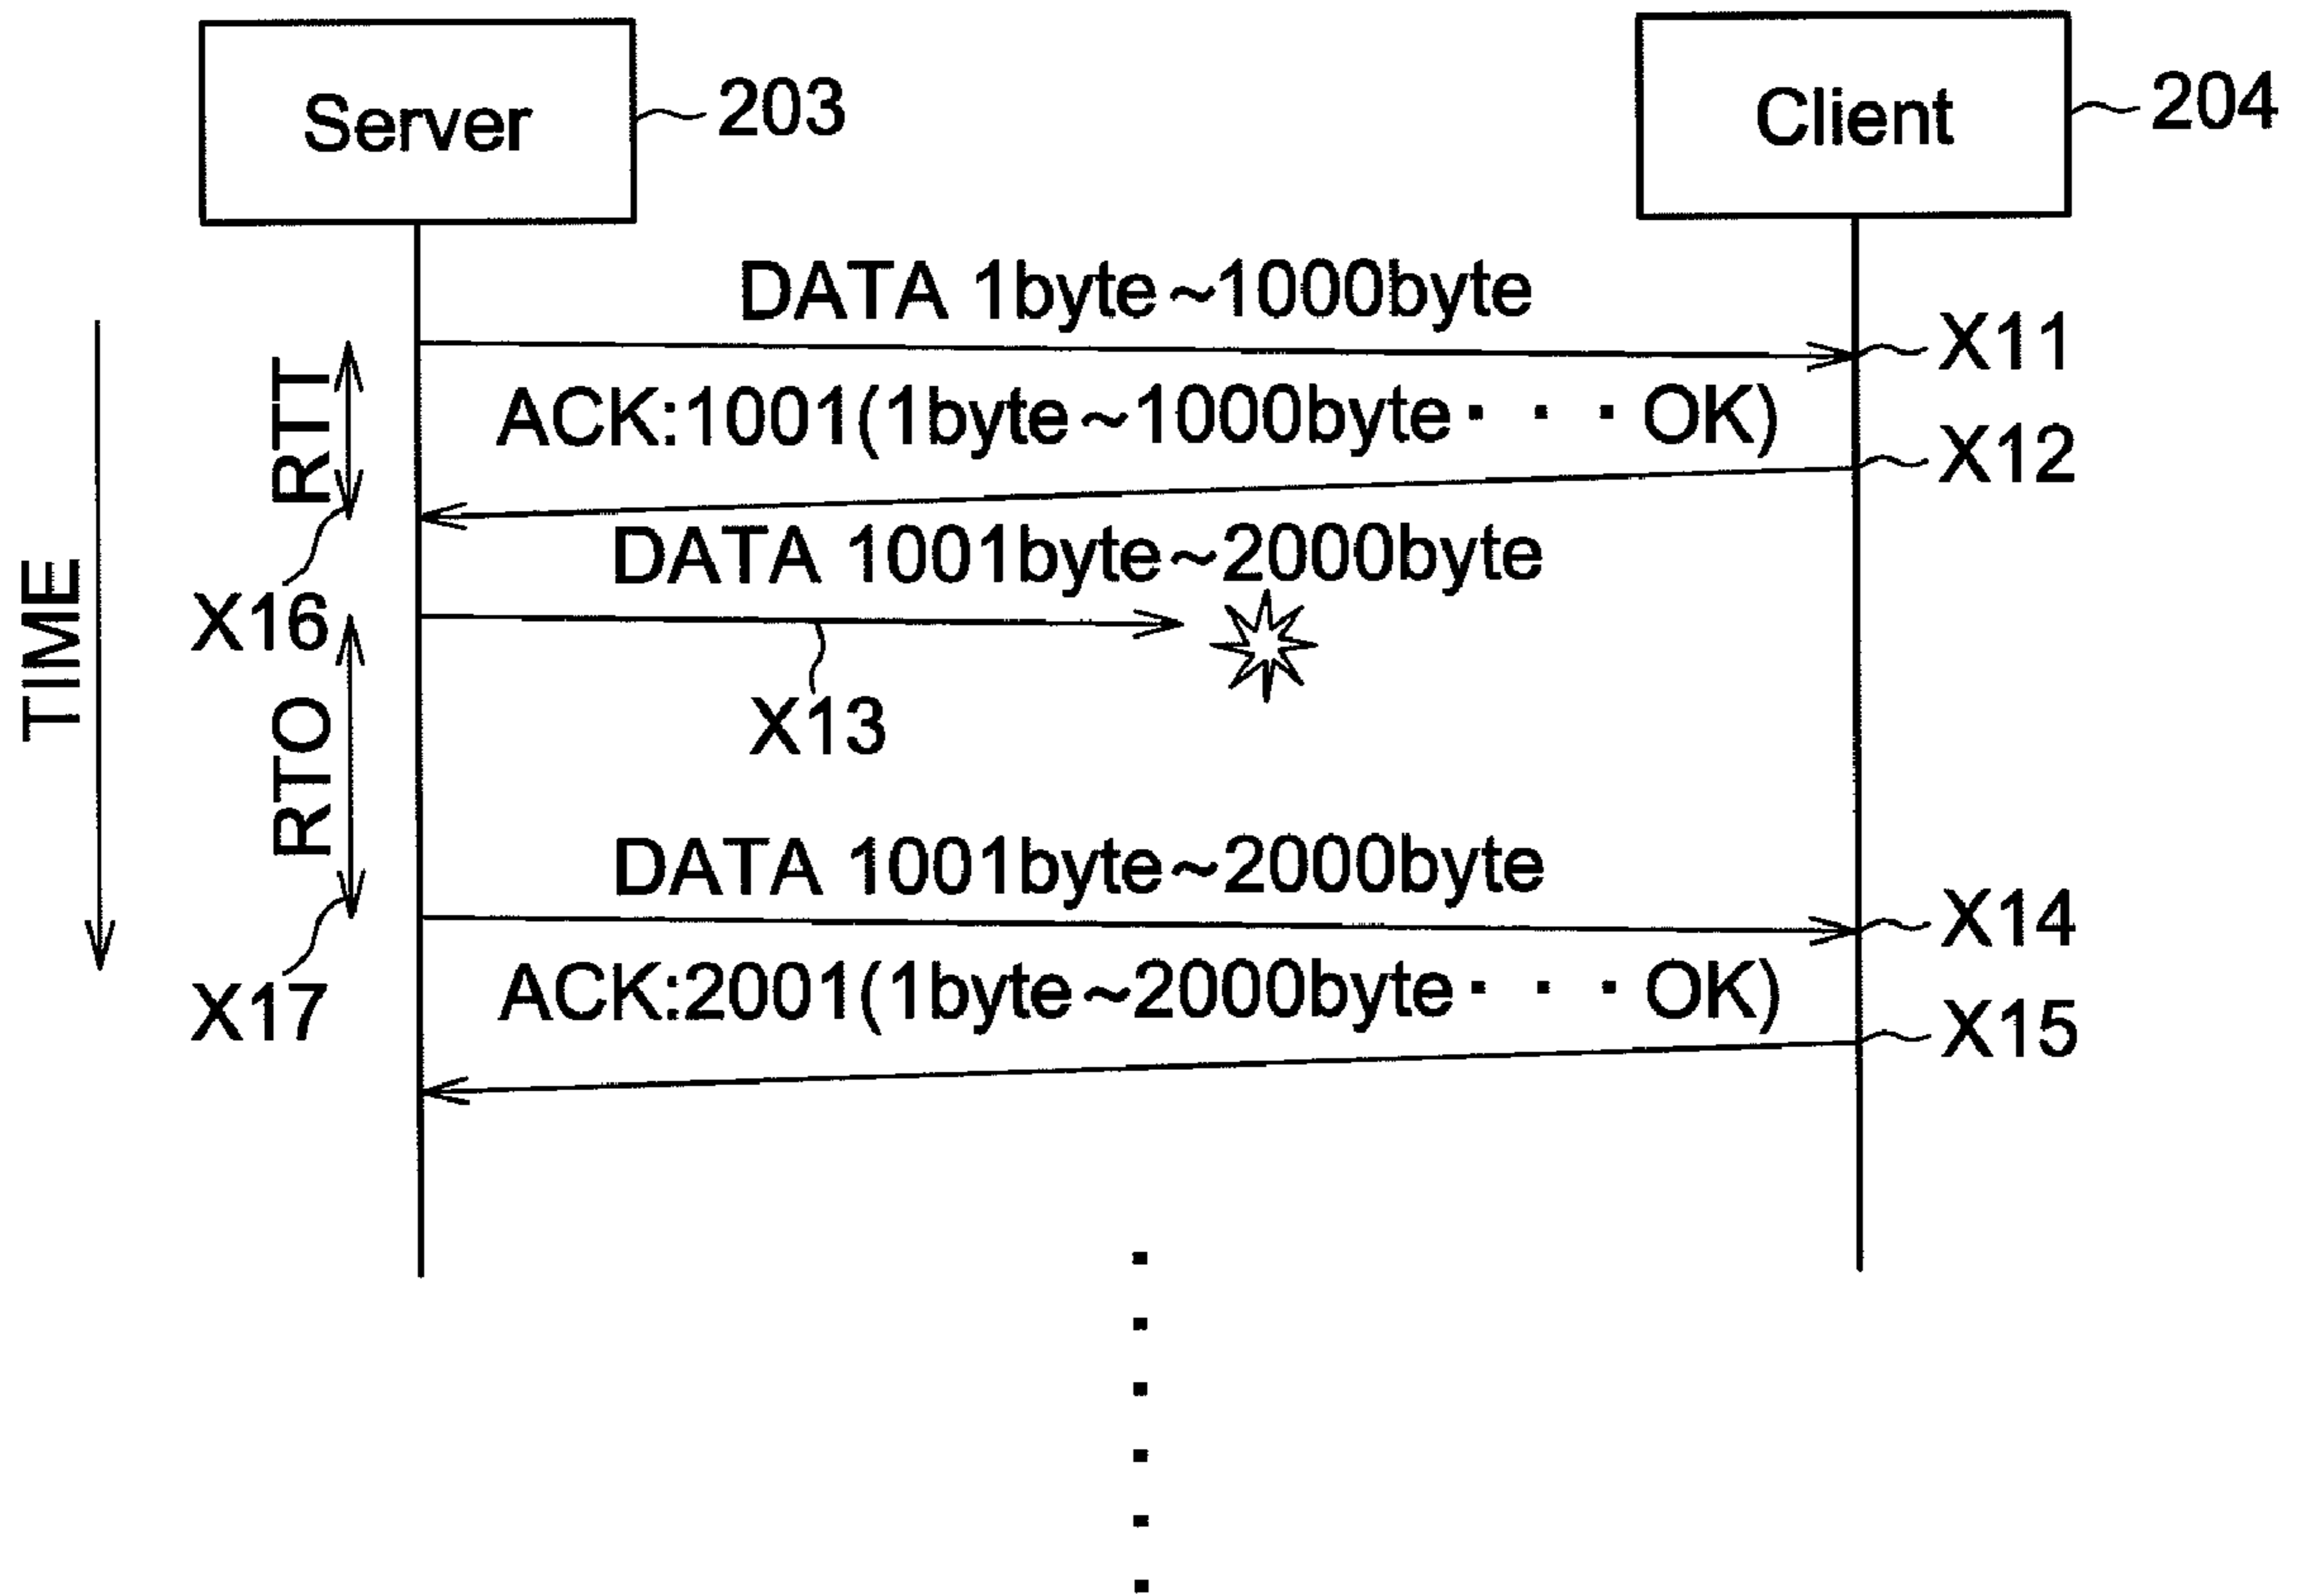 Server
203
Client
204
DATA 1byte~1000byte
X11
RTT
ACK:1001(1byte~1000byte・・・OK)
X12
DATA 1001byte~2000byte
X16
TIME
X13
RTO
DATA 1001byte~2000byte
X14
X17
ACK:2001(1byte~2000byte・・・OK)
X15